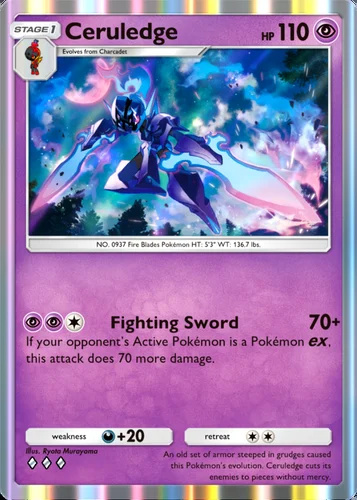 STAGE 1
Ceruledge
HP 110
Evolves from Charcadet
NO. 0937 Fire Blades Pokémon HT: 5'3" WT: 136.7 lbs.
Fighting Sword 70+
If your opponent's Active Pokémon is a Pokémon ex,
this attack does 70 more damage.
weakness +20 retreat
Illus. Ryota Murayama
An old set of armor steeped in grudges caused
this Pokémon's evolution. Ceruledge cuts its
enemies to pieces without mercy.